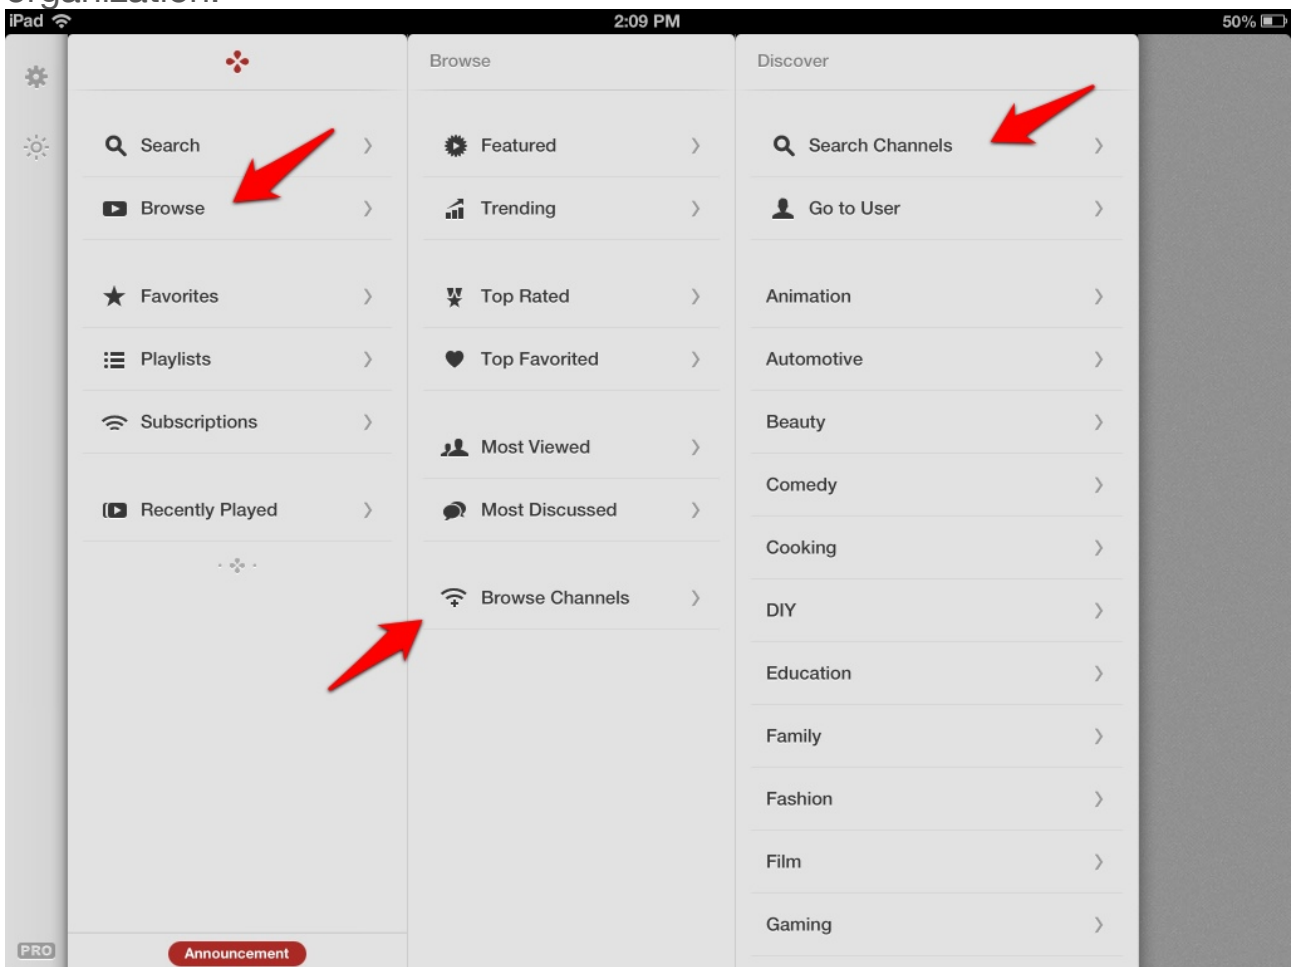 organization.
iPad 2:09 PM 50%
Search
Browse
Favorites
Playlists
Subscriptions
Recently Played
Announcement
PRO
Browse
Featured
Trending
Top Rated
Top Favorited
Most Viewed
Most Discussed
Browse Channels
Discover
Search Channels
Go to User
Animation
Automotive
Beauty
Comedy
Cooking
DIY
Education
Family
Fashion
Film
Gaming